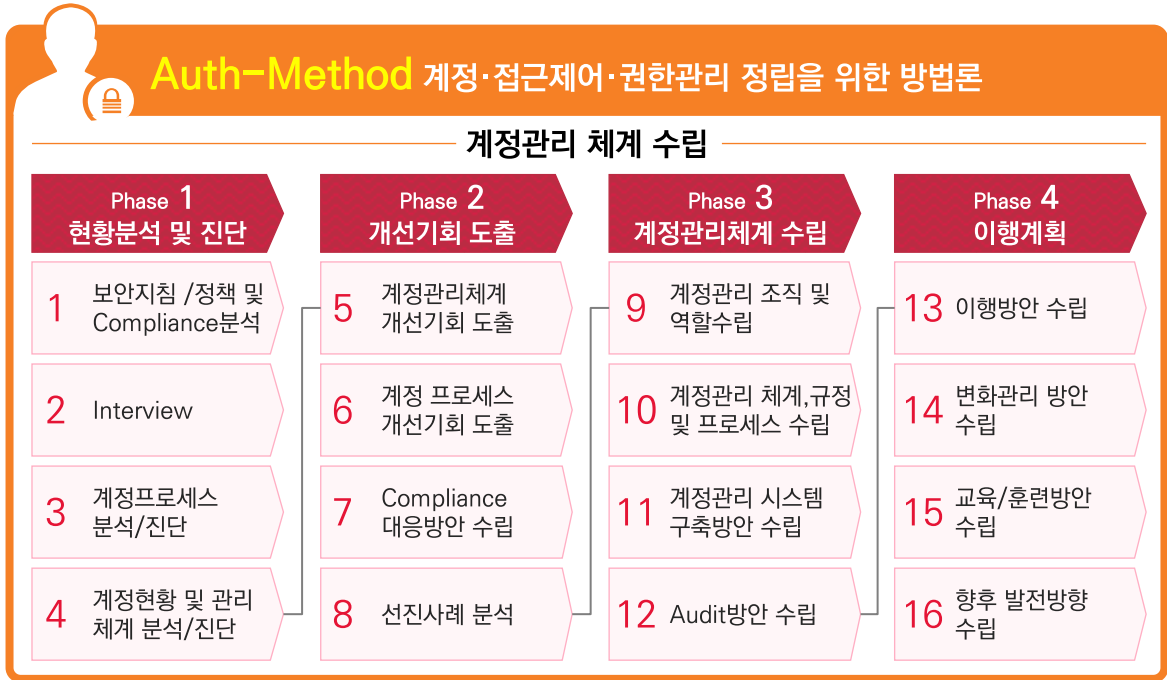 Auth-Method 계정·접근제어·권한관리 정립을 위한 방법론
계정관리 체계 수립
Phase 1
현황분석 및 진단
1 보안지침 /정책 및
Compliance분석
2 Interview
3 계정프로세스
분석/진단
4 계정현황 및 관리
체계 분석/진단
Phase 2
개선기회 도출
5 계정관리체계
개선기회 도출
6 계정 프로세스
개선기회 도출
7 Compliance
대응방안 수립
8 선진사례 분석
Phase 3
계정관리체계 수립
9 계정관리 조직 및
역할수립
10 계정관리 체계,규정
및 프로세스 수립
11 계정관리 시스템
구축방안 수립
12 Audit방안 수립
Phase 4
이행계획
13 이행방안 수립
14 변화관리 방안
수립
15 교육/훈련방안
수립
16 향후 발전방향
수립